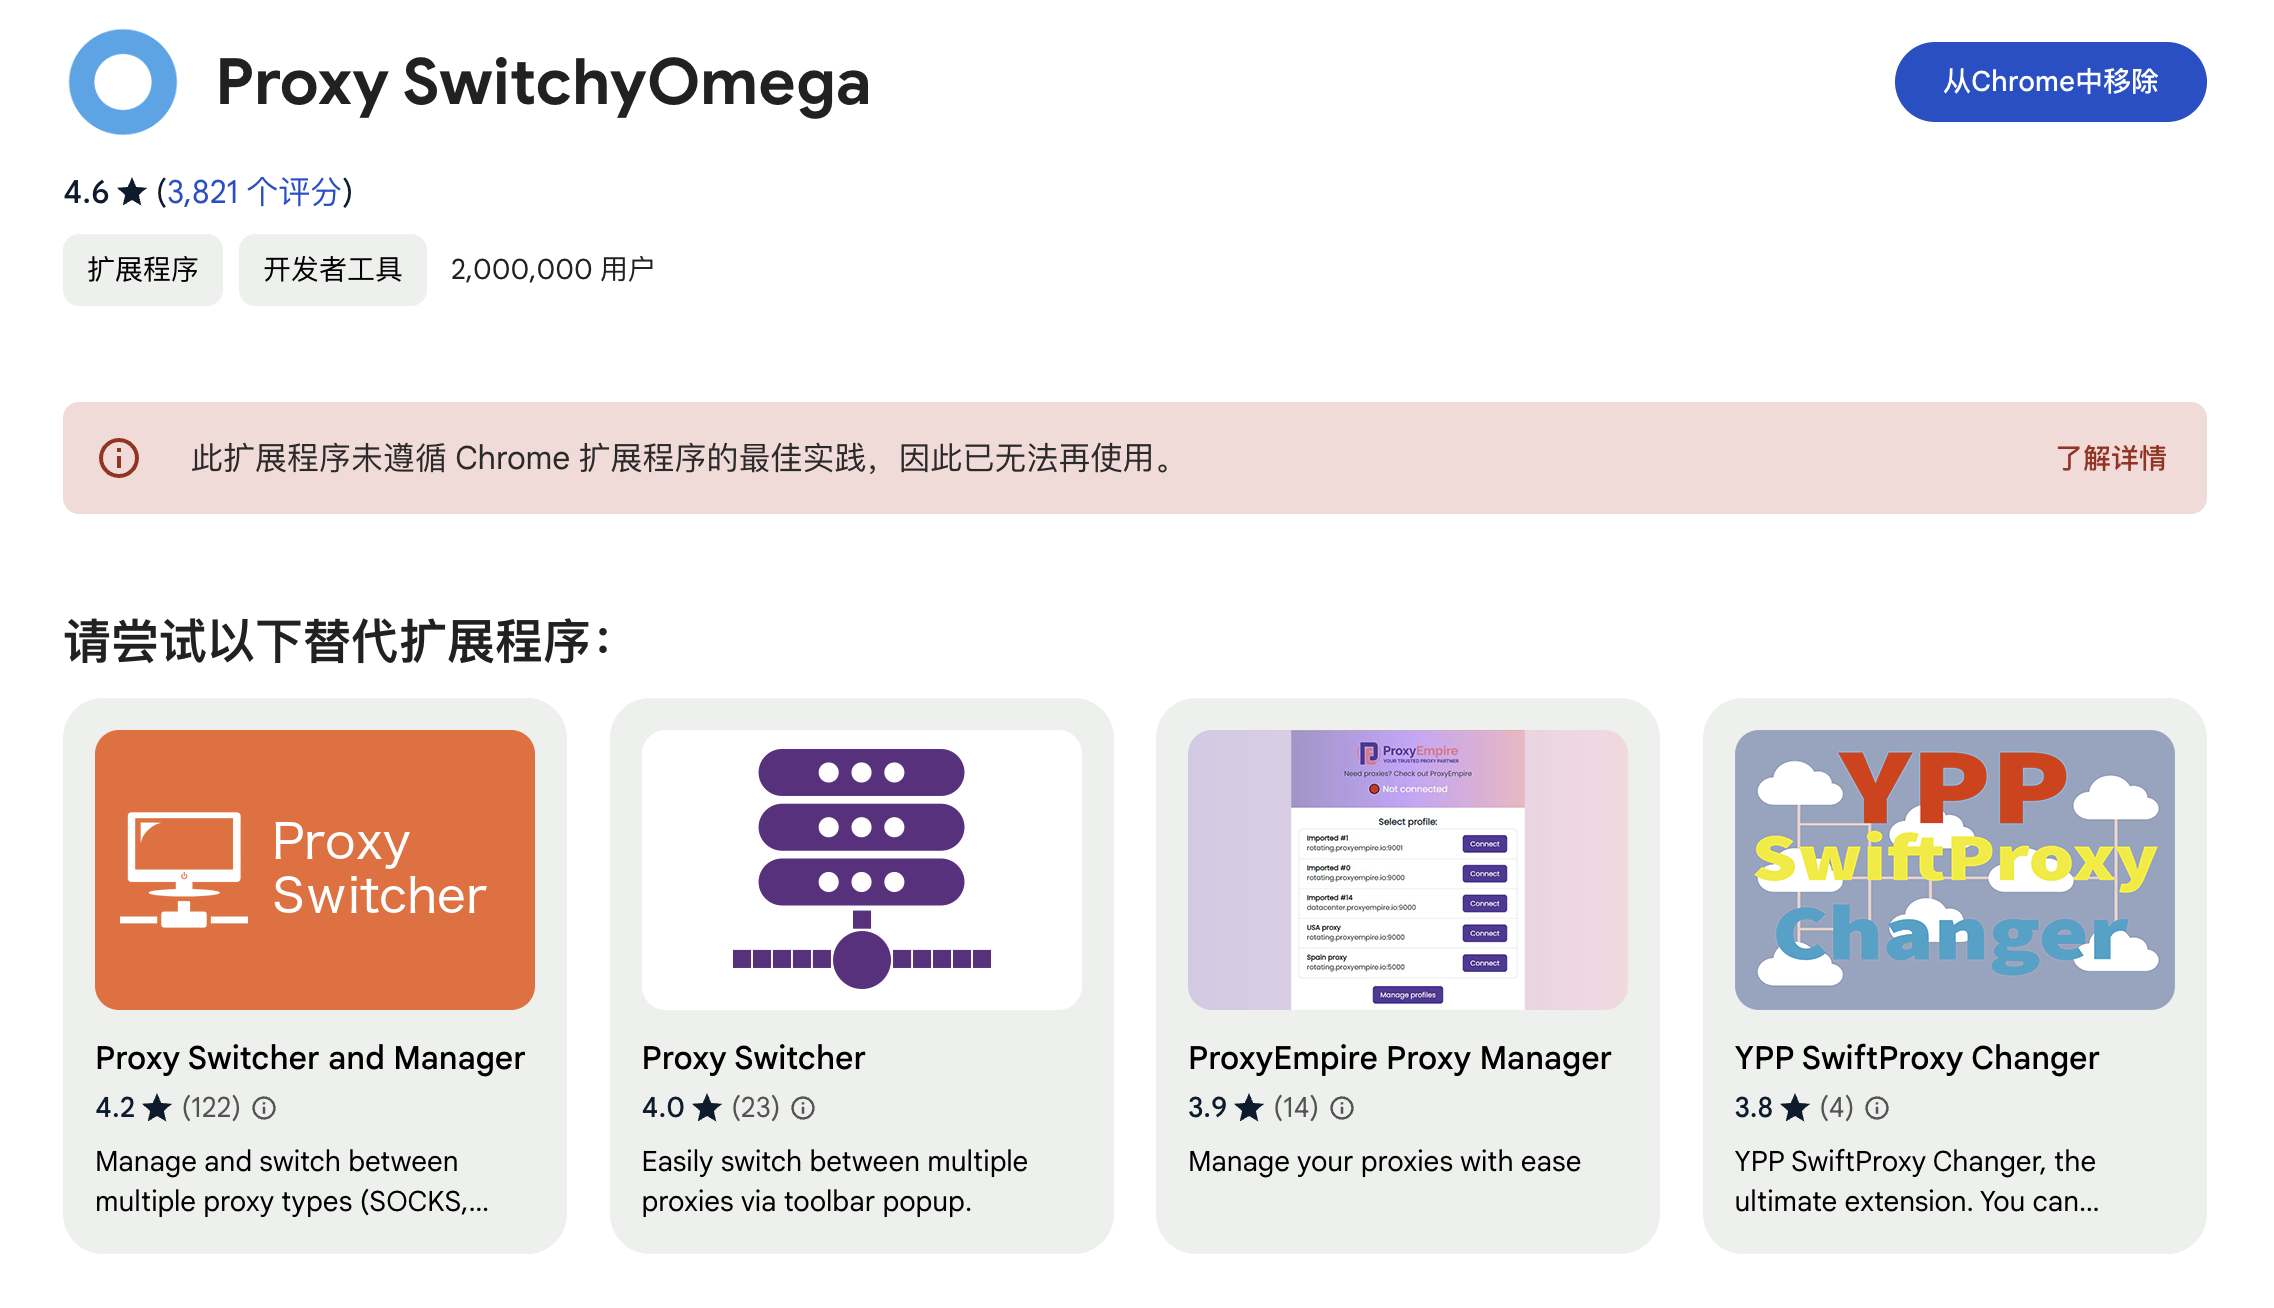 Proxy SwitchyOmega
从Chrome中移除
4.6 ★ (3,821 个评分)
扩展程序
开发者工具
2,000,000 用户
此扩展程序未遵循 Chrome 扩展程序的最佳实践，因此已无法再使用。
了解详情
请尝试以下替代扩展程序：
Proxy
Switcher
Proxy Switcher and Manager
4.2 ★ (122)
Manage and switch between
multiple proxy types (SOCKS,...
Proxy Switcher
4.0 ★ (23)
Easily switch between multiple
proxies via toolbar popup.
ProxyEmpire
YOUR TRUSTED PROXY PARTNER
Need proxies? Check out ProxyEmpire
Not connected
Select profile:
Imported #1
rotating.proxyempire.io:9001
Connect
Imported #0
rotating.proxyempire.io:9000
Connect
Imported #14
datacenter.proxyempire.io:9000
Connect
USA proxy
rotating.proxyempire.io:9000
Connect
Spain proxy
rotating.proxyempire.io:5000
Connect
Manage profiles
ProxyEmpire Proxy Manager
3.9 ★ (14)
Manage your proxies with ease
YPP
SwiftProxy
Changer
YPP SwiftProxy Changer
3.8 ★ (4)
YPP SwiftProxy Changer, the
ultimate extension. You can...